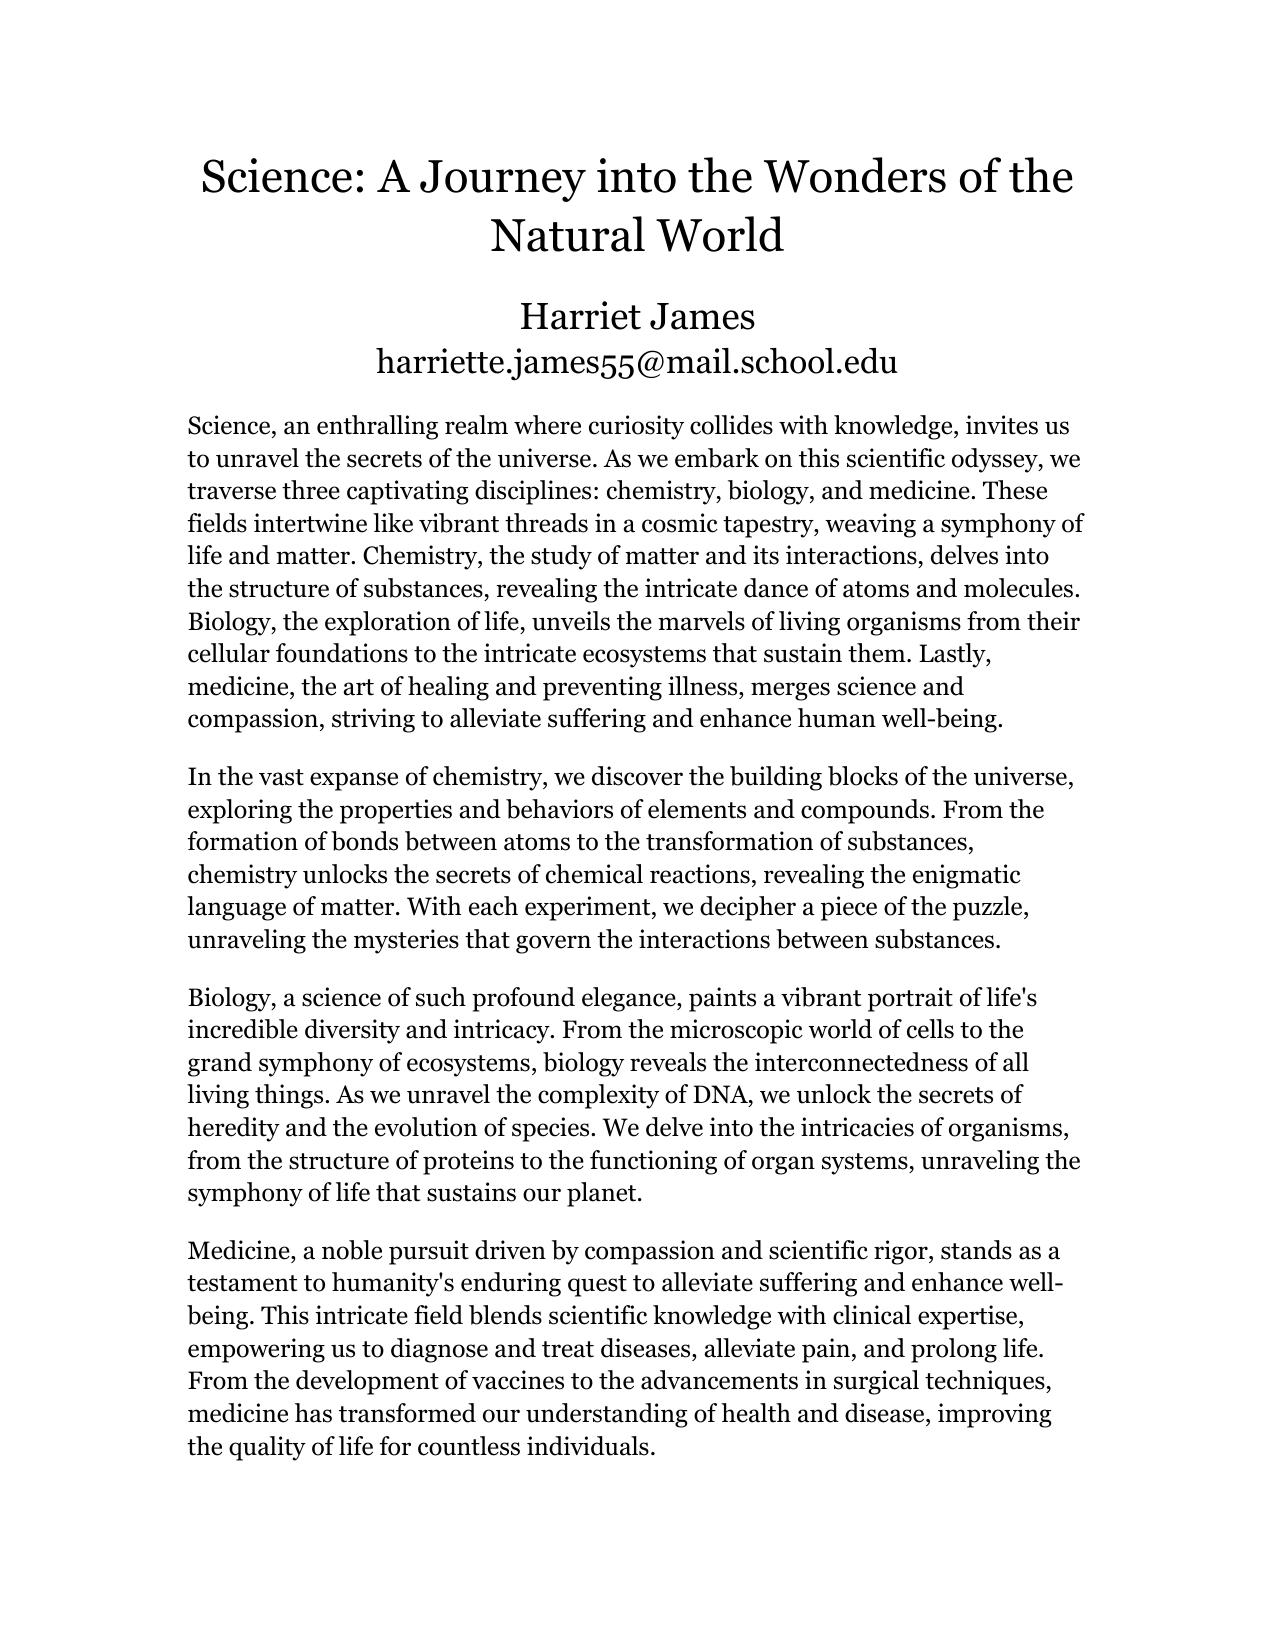 Science: A Journey into the Wonders of the
Natural World
Harriet James
harriette.james55@mail.school.edu
Science, an enthralling realm where curiosity collides with knowledge, invites us
to unravel the secrets of the universe. As we embark on this scientific odyssey, we
traverse three captivating disciplines: chemistry, biology, and medicine. These
fields intertwine like vibrant threads in a cosmic tapestry, weaving a symphony of
life and matter. Chemistry, the study of matter and its interactions, delves into
the structure of substances, revealing the intricate dance of atoms and molecules.
Biology, the exploration of life, unveils the marvels of living organisms from their
cellular foundations to the intricate ecosystems that sustain them. Lastly,
medicine, the art of healing and preventing illness, merges science and
compassion, striving to alleviate suffering and enhance human well-being.
In the vast expanse of chemistry, we discover the building blocks of the universe,
exploring the properties and behaviors of elements and compounds. From the
formation of bonds between atoms to the transformation of substances,
chemistry unlocks the secrets of chemical reactions, revealing the enigmatic
language of matter. With each experiment, we decipher a piece of the puzzle,
unraveling the mysteries that govern the interactions between substances.
Biology, a science of such profound elegance, paints a vibrant portrait of life's
incredible diversity and intricacy. From the microscopic world of cells to the
grand symphony of ecosystems, biology reveals the interconnectedness of all
living things. As we unravel the complexity of DNA, we unlock the secrets of
heredity and the evolution of species. We delve into the intricacies of organisms,
from the structure of proteins to the functioning of organ systems, unraveling the
symphony of life that sustains our planet.
Medicine, a noble pursuit driven by compassion and scientific rigor, stands as a
testament to humanity's enduring quest to alleviate suffering and enhance well-
being. This intricate field blends scientific knowledge with clinical expertise,
empowering us to diagnose and treat diseases, alleviate pain, and prolong life.
From the development of vaccines to the advancements in surgical techniques,
medicine has transformed our understanding of health and disease, improving
the quality of life for countless individuals.